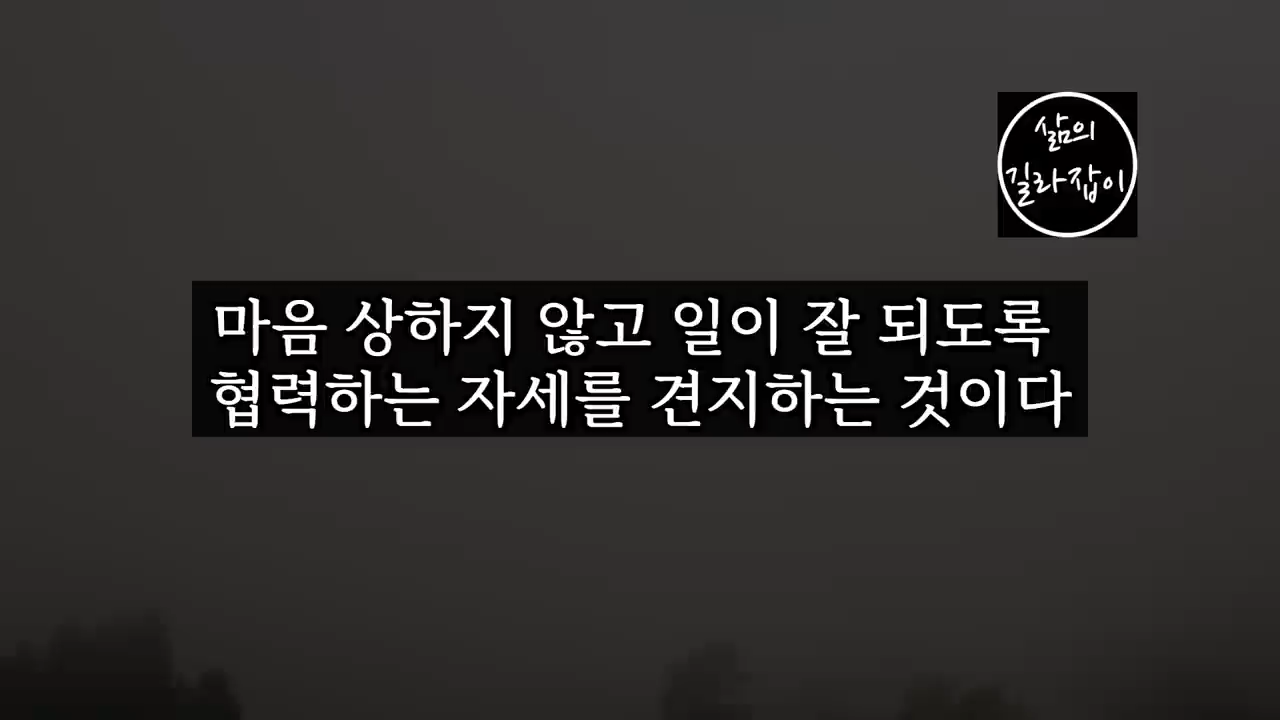 삶의
길라잡이
마음 상하지 않고 일이 잘 되도록
협력하는 자세를 견지하는 것이다